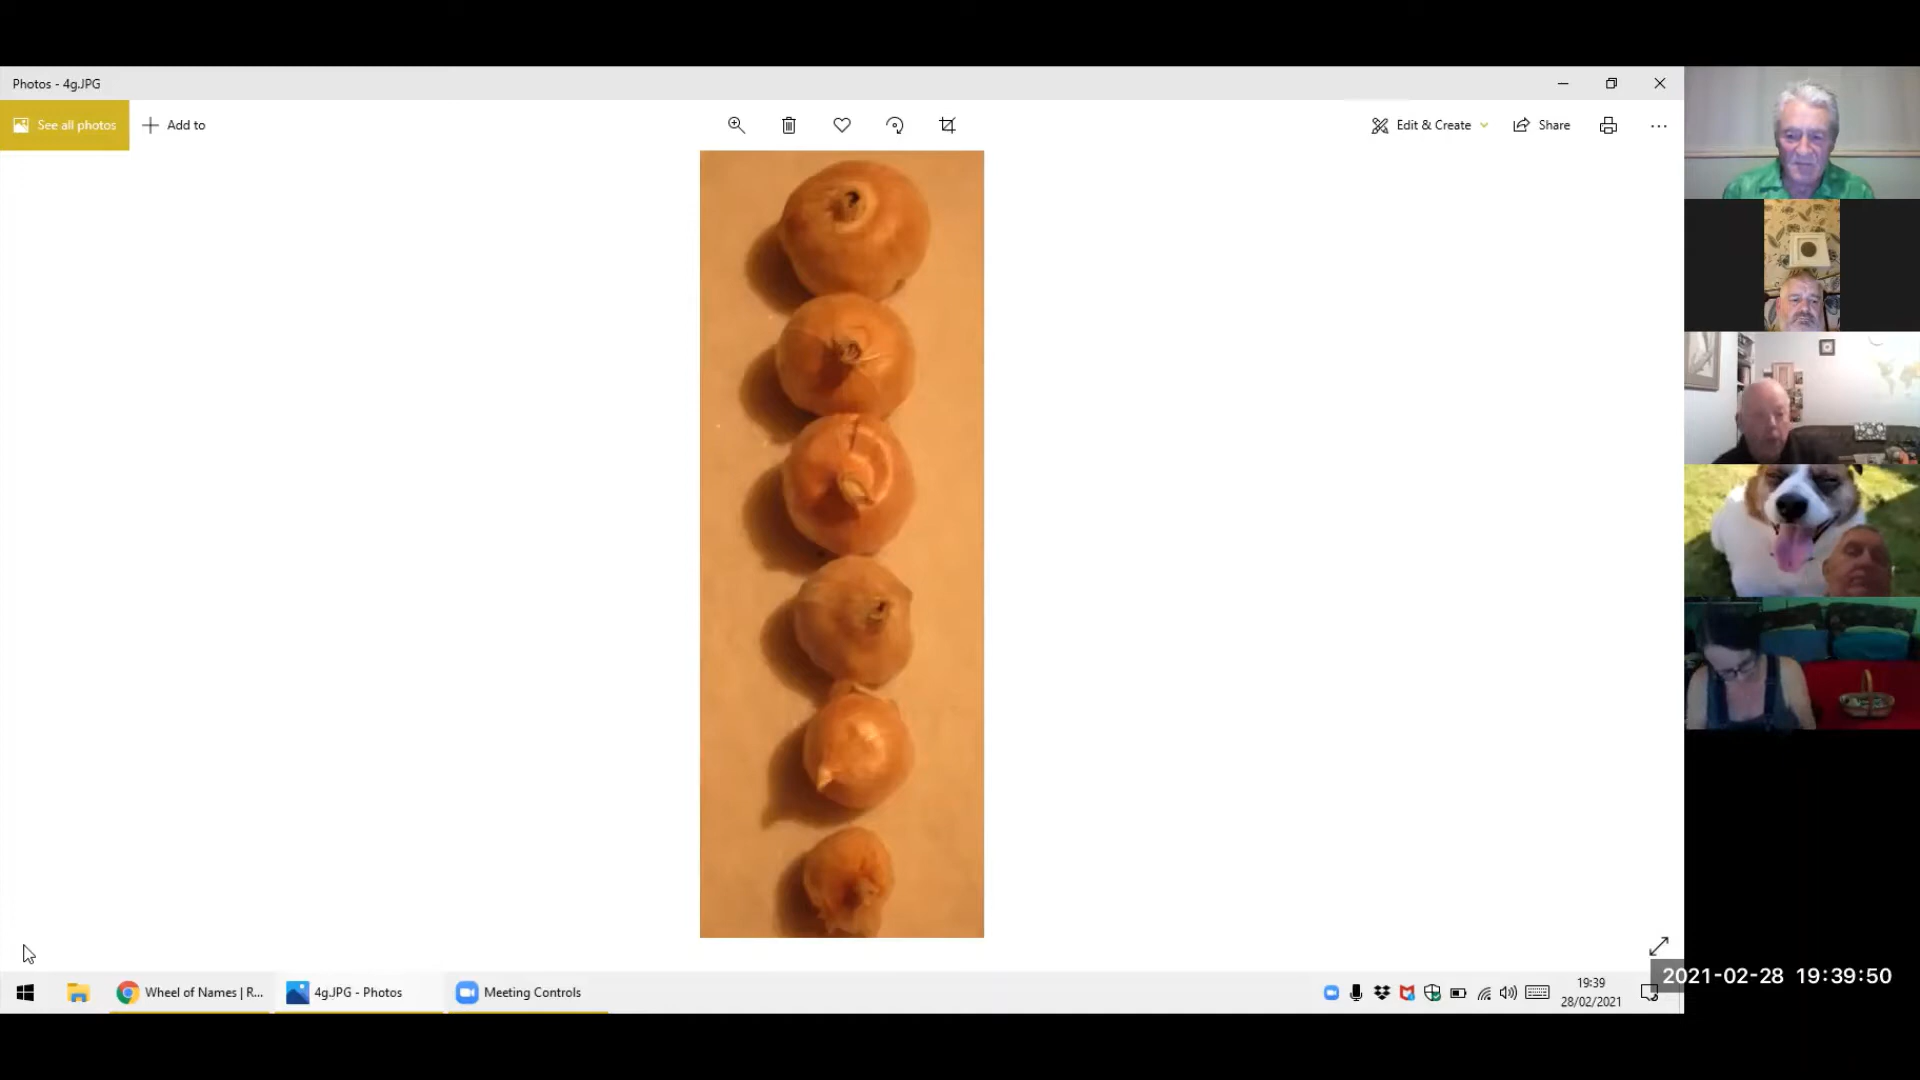 Photos - 4g.JPG
See all photos
Add to
Edit & Create
Share
Wheel of Names | R...
4g.JPG - Photos
Meeting Controls
19:39
28/02/2021
2021-02-28 19:39:50